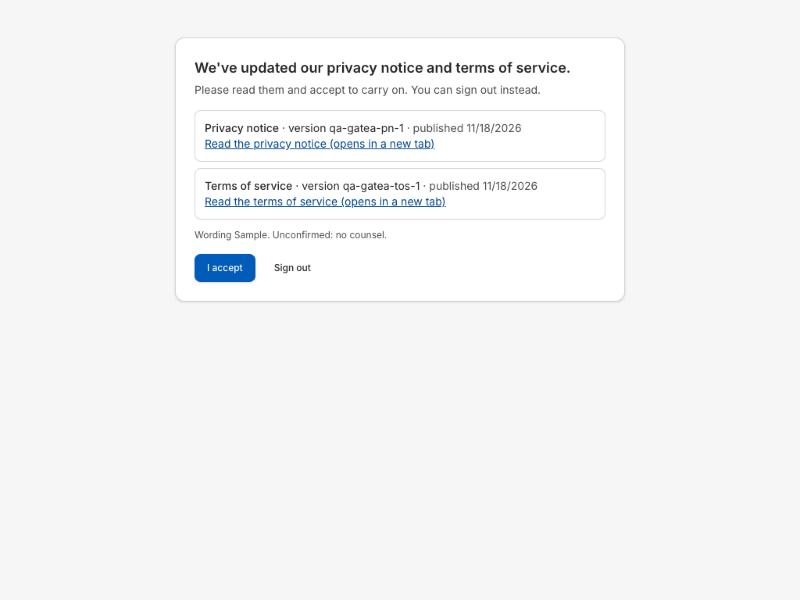 We've updated our privacy notice and terms of service.
Please read them and accept to carry on. You can sign out instead.
Privacy notice · version qa-gatea-pn-1 · published 11/18/2026
Read the privacy notice (opens in a new tab)
Terms of service · version qa-gatea-tos-1 · published 11/18/2026
Read the terms of service (opens in a new tab)
Wording Sample. Unconfirmed: no counsel.
I accept
Sign out